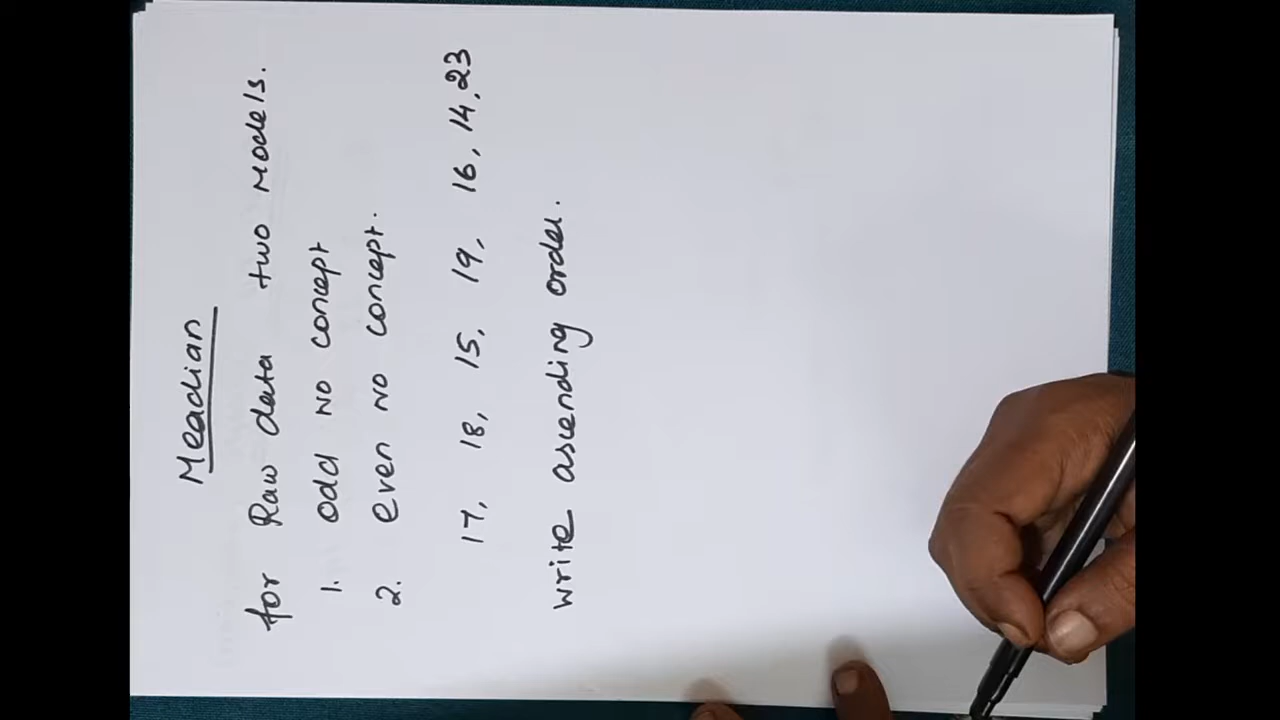 Meadian
for Raw data two Models.
1. odd no concept
2. even no concept.
17, 18, 15, 19, 16, 14, 23
write ascending order.